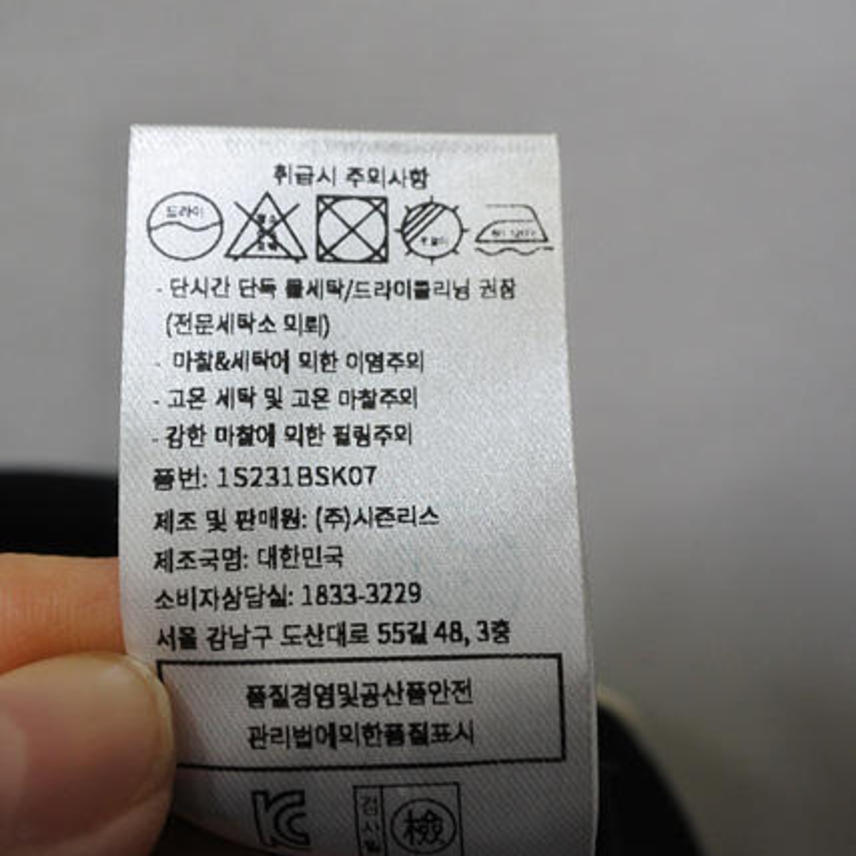 취급시 주의사항
드라이
- 단시간 단독 물세탁/드라이클리닝 권장
(전문세탁소 의뢰)
- 마찰&세탁에 의한 이염주의
- 고온 세탁 및 고온 마찰주의
- 강한 마찰에 의한 필링주의
품번: 1S231BSK07
제조 및 판매원: (주)시즌리스
제조국명: 대한민국
소비자상담실: 1833-3229
서울 강남구 도산대로 55길 48, 3층
품질경영및공산품안전
관리법에의한품질표시
검사필 檢